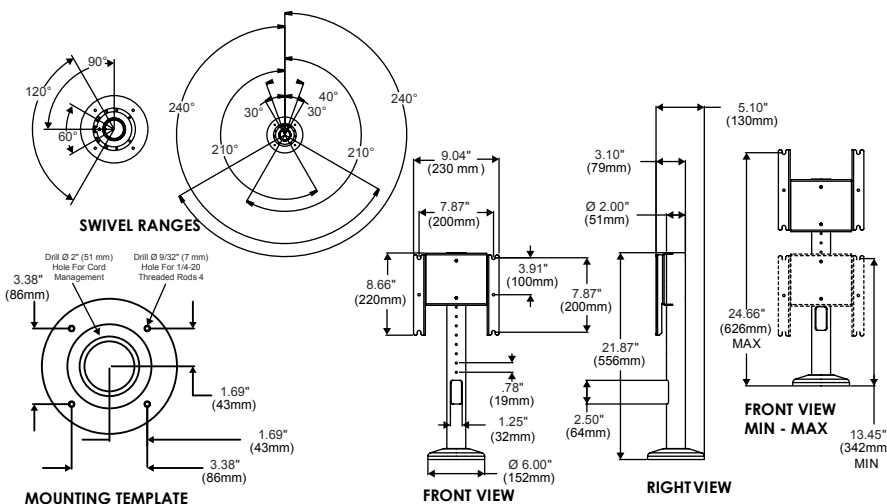 90°
120°
60°
SWIVEL RANGES
240°
30°
40°
30°
240°
210°
210°
Drill Ø 2" (51 mm)
Hole For Cord
Management
Drill Ø 9/32" (7 mm)
Hole For 1/4-20
Threaded Rods 4
3.38"
(86mm)
1.69"
(43mm)
1.69"
(43mm)
3.38"
(86mm)
MOUNTING TEMPLATE
9.04"
(230 mm)
7.87"
(200mm)
8.66"
(220mm)
3.91"
(100mm)
7.87"
(200mm)
.78"
(19mm)
1.25"
(32mm)
Ø 6.00"
(152mm)
FRONT VIEW
5.10"
(130mm)
3.10"
(79mm)
Ø 2.00"
(51mm)
21.87"
(556mm)
2.50"
(64mm)
RIGHT VIEW
24.66"
(626mm)
MAX
FRONT VIEW
MIN - MAX
13.45"
(342mm
MIN